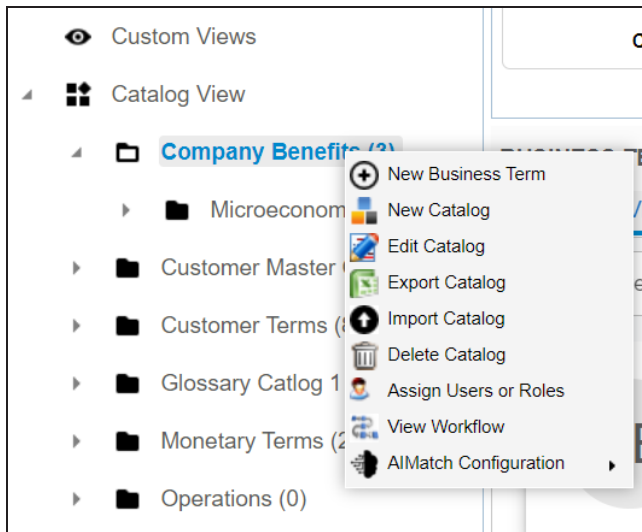 Custom Views
Catalog View
Company Benefits (3)
Microeconom
Customer Master
Customer Terms (
Glossary Catlog 1
Monetary Terms (2
Operations (0)
New Business Term
New Catalog
Edit Catalog
Export Catalog
Import Catalog
Delete Catalog
Assign Users or Roles
View Workflow
AIMatch Configuration